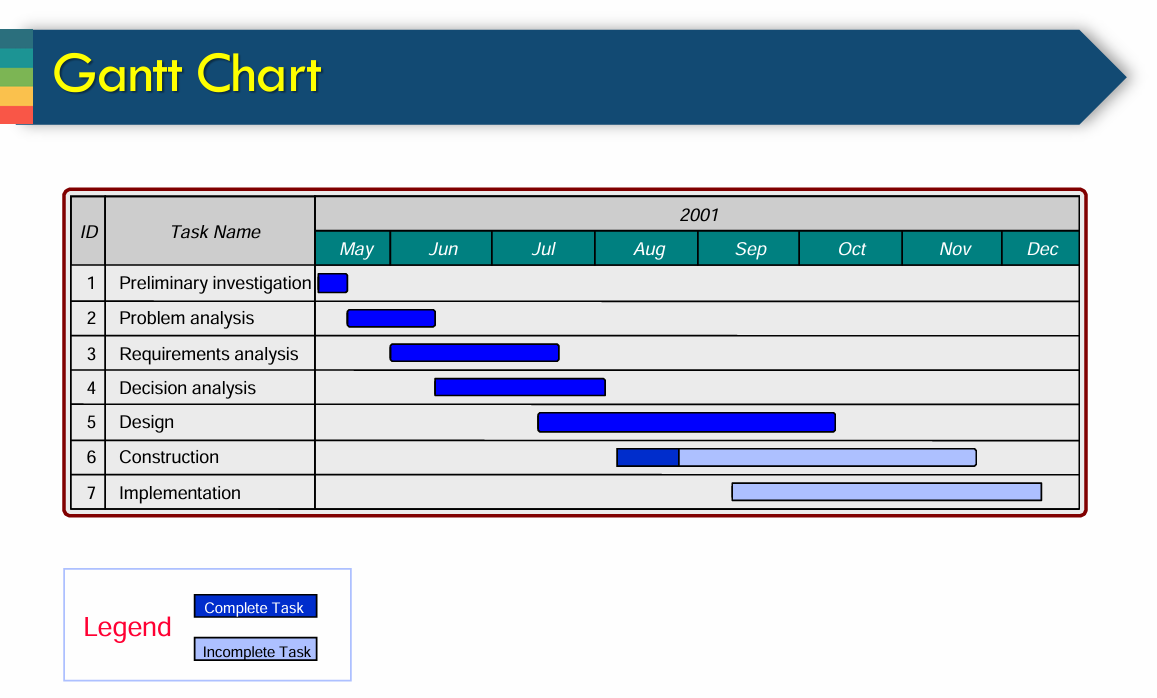 Gantt Chart
ID Task Name 2001
May Jun Jul Aug Sep Oct Nov Dec
1 Preliminary investigation
2 Problem analysis
3 Requirements analysis
4 Decision analysis
5 Design
6 Construction
7 Implementation
Legend
Complete Task
Incomplete Task